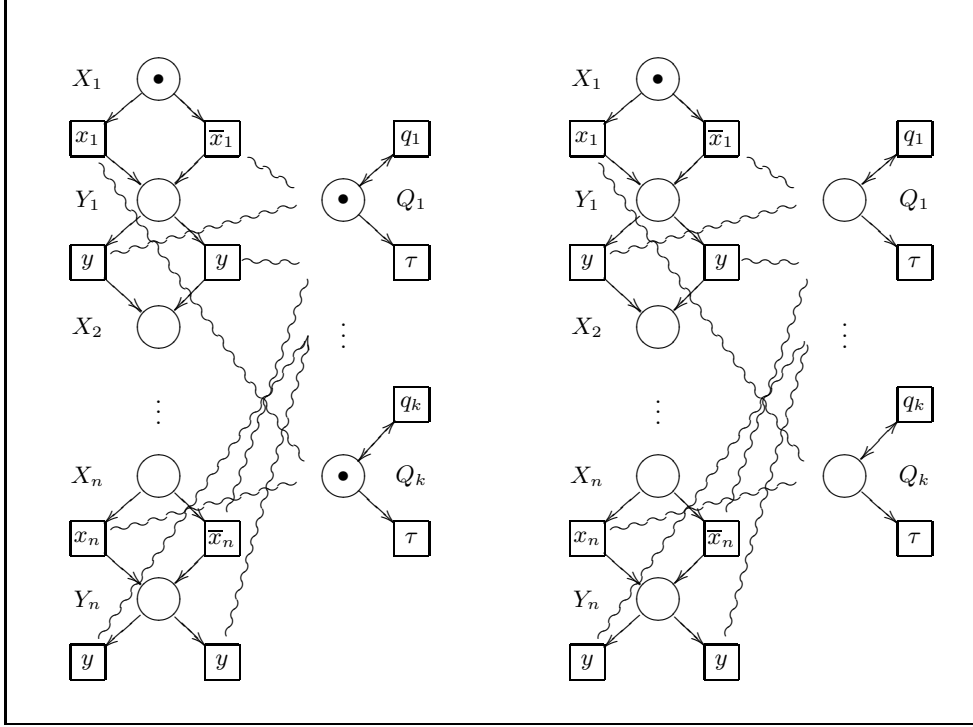 X₁ X₁
x₁ x̅₁ q₁ x₁ x̅₁ q₁
Y₁ Q₁ Y₁ Q₁
y y τ y y τ
X₂ ⋮ X₂ ⋮
⋮ qₖ ⋮ qₖ
Xₙ Qₖ Xₙ Qₖ
xₙ x̅ₙ τ xₙ x̅ₙ τ
Yₙ Yₙ
y y y y